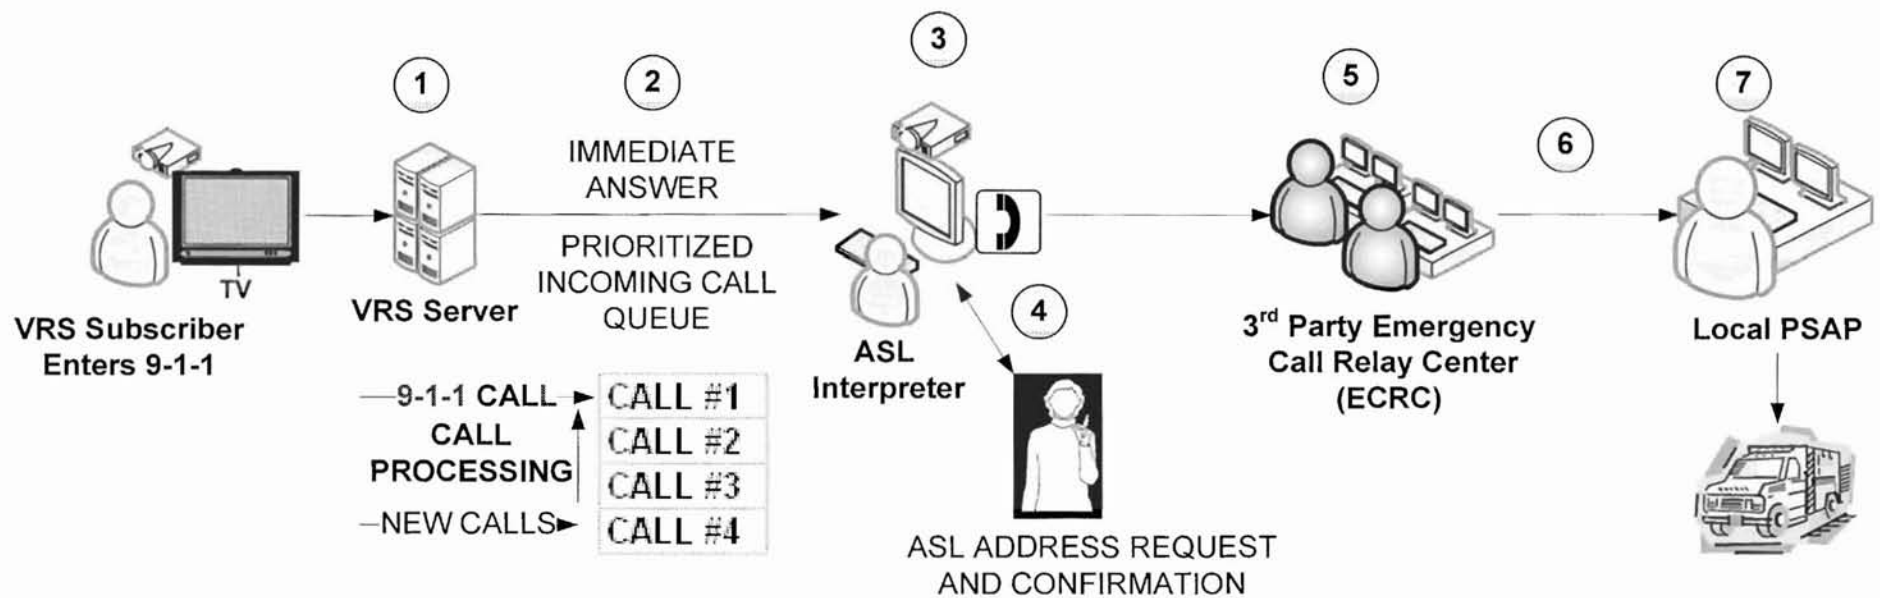 1
2
3
4
5
6
7
IMMEDIATE
ANSWER
PRIORITIZED
INCOMING CALL
QUEUE
TV
VRS Subscriber
Enters 9-1-1
VRS Server
9-1-1 CALL
CALL
PROCESSING
NEW CALLS
CALL #1
CALL #2
CALL #3
CALL #4
ASL
Interpreter
ASL ADDRESS REQUEST
AND CONFIRMATION
3rd Party Emergency
Call Relay Center
(ECRC)
Local PSAP